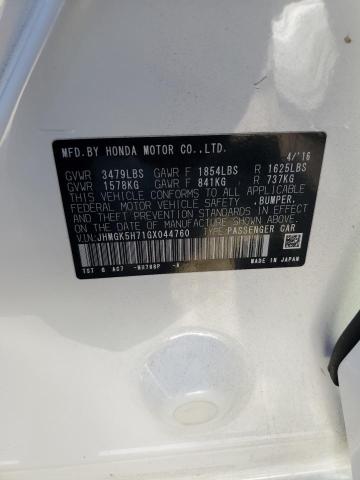 MFD.BY HONDA MOTOR CO.,LTD. 4/'16
GVWR 3479LBS GAWR F 1854LBS R 1625LBS
GVWR 1578KG GAWR F 841KG R 737KG
THIS VEHICLE CONFORMS TO ALL APPLICABLE
FEDERAL MOTOR VEHICLE SAFETY, BUMPER,
AND THEFT PREVENTION STANDARDS IN EFFECT
ON THE DATE OF MANUFACTURE SHOWN ABOVE.
V.I.N.:JHMGK5H71GX044760 TYPE:PASSENGER CAR
MADE IN JAPAN